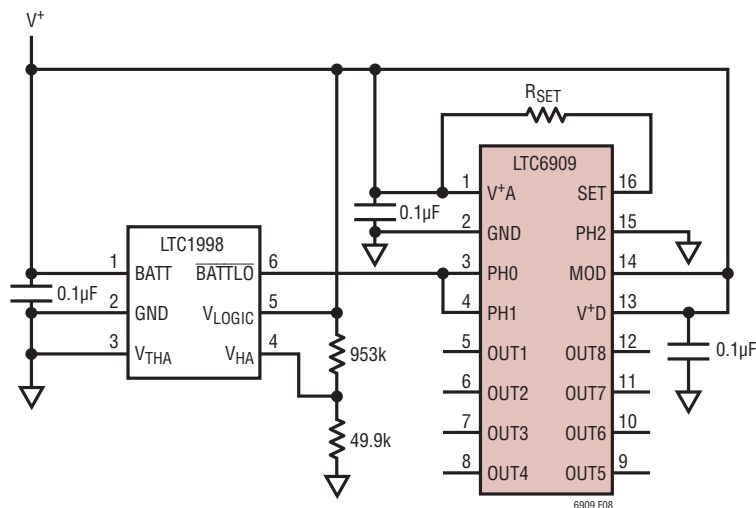 V+
RSET
LTC6909
1 V+A SET 16
0.1µF
2 GND PH2 15
LTC1998
1 BATT BATTLO 6
3 PH0 MOD 14
0.1µF
2 GND VLOGIC 5
4 PH1 V+D 13
3 VTHA VHA 4
953k
5 OUT1 OUT8 12
0.1µF
6 OUT2 OUT7 11
49.9k
7 OUT3 OUT6 10
8 OUT4 OUT5 9
6909 F08